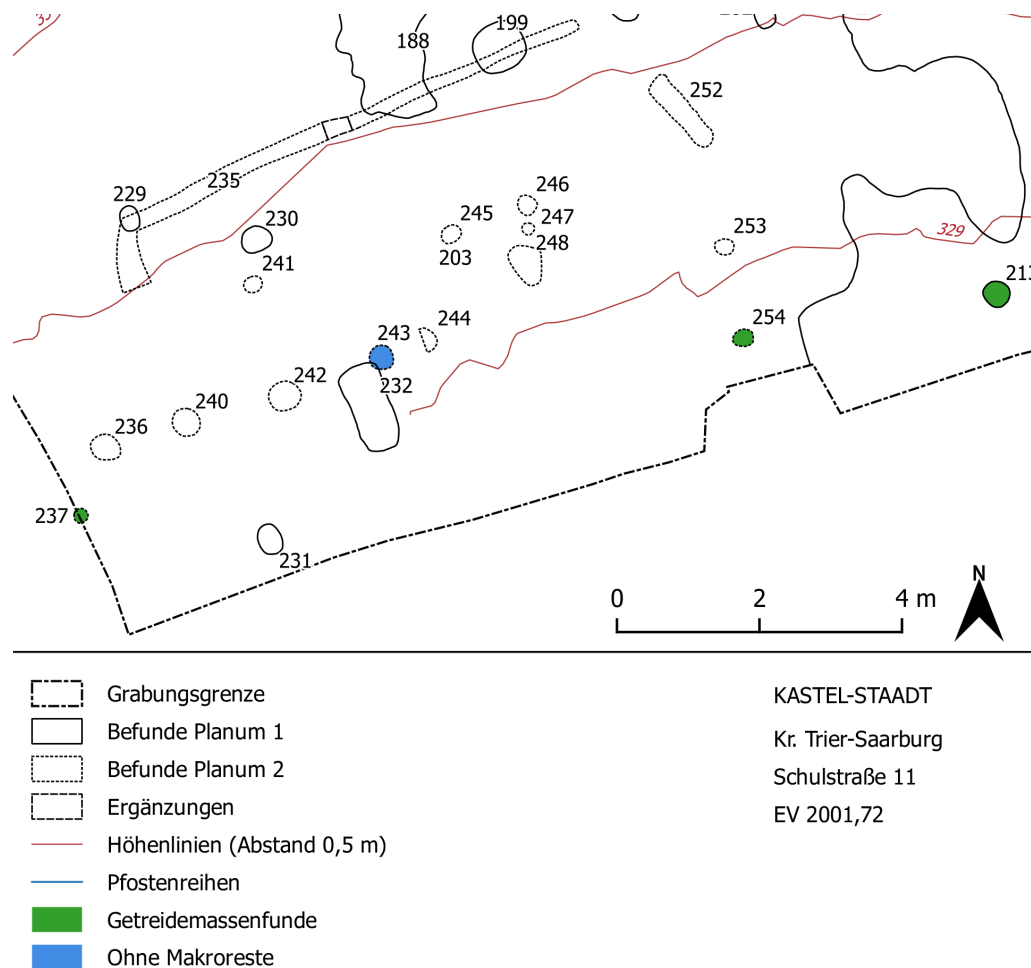 199
188
252
235
229
230
241
246
245
247
203
248
253
329
213
243
244
254
242
232
240
236
237
231
0 2 4 m
N
Grabungsgrenze
Befunde Planum 1
Befunde Planum 2
Ergänzungen
Höhenlinien (Abstand 0,5 m)
Pfostenreihen
Getreidemassenfunde
Ohne Makroreste
KASTEL-STAADT
Kr. Trier-Saarburg
Schulstraße 11
EV 2001,72